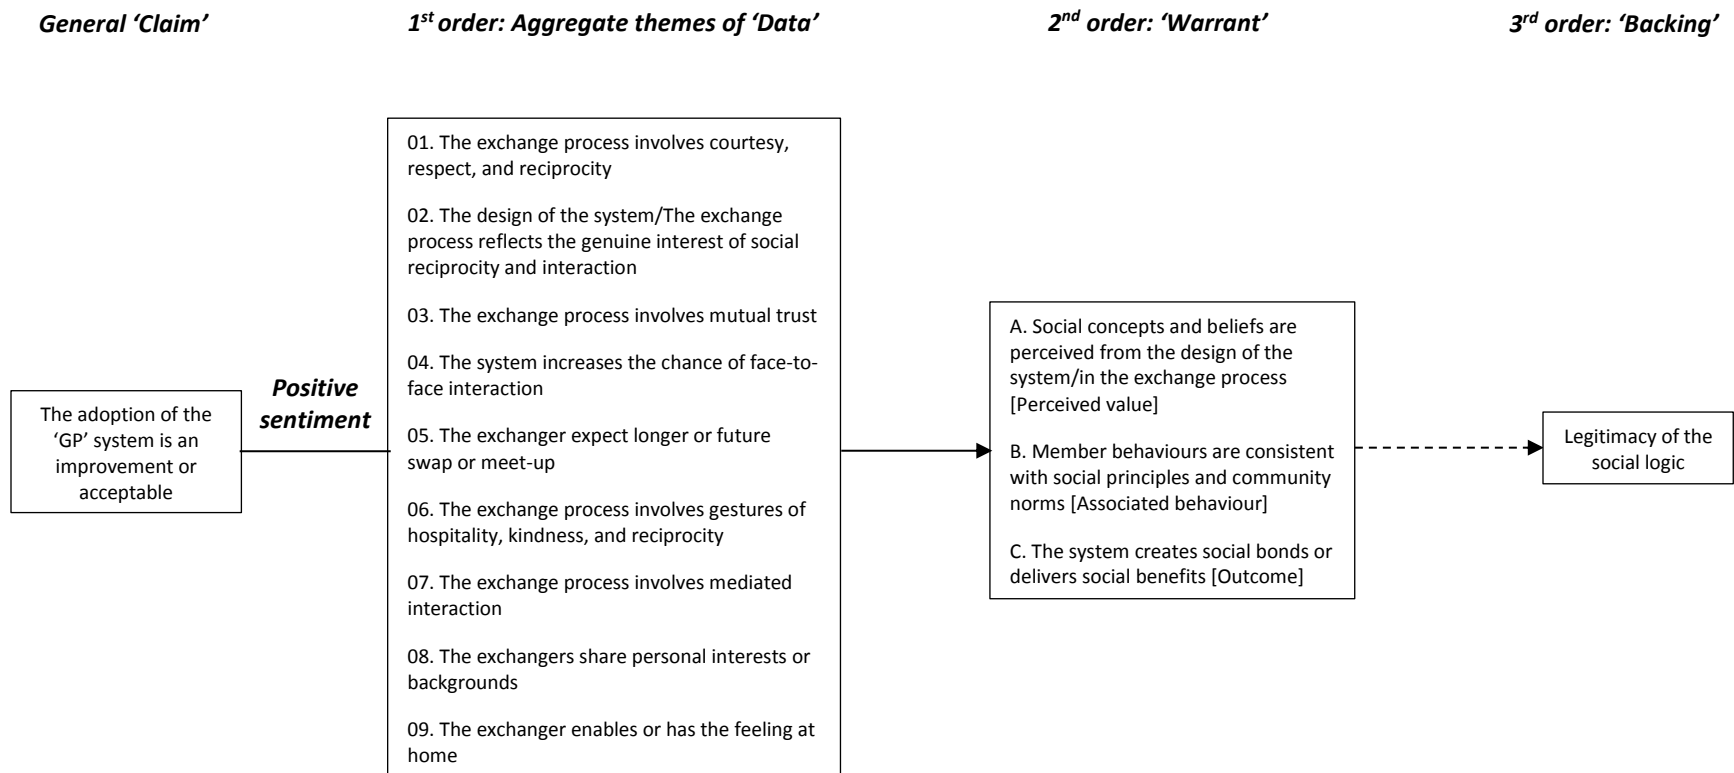 General ‘Claim’
1st order: Aggregate themes of ‘Data’
2nd order: ‘Warrant’
3rd order: ‘Backing’
The adoption of the
‘GP’ system is an
improvement or
acceptable
Positive
sentiment
01. The exchange process involves courtesy,
respect, and reciprocity
02. The design of the system/The exchange
process reflects the genuine interest of social
reciprocity and interaction
03. The exchange process involves mutual trust
04. The system increases the chance of face-to-
face interaction
05. The exchanger expect longer or future
swap or meet-up
06. The exchange process involves gestures of
hospitality, kindness, and reciprocity
07. The exchange process involves mediated
interaction
08. The exchangers share personal interests or
backgrounds
09. The exchanger enables or has the feeling at
home
A. Social concepts and beliefs are
perceived from the design of the
system/in the exchange process
[Perceived value]
B. Member behaviours are consistent
with social principles and community
norms [Associated behaviour]
C. The system creates social bonds or
delivers social benefits [Outcome]
Legitimacy of the
social logic